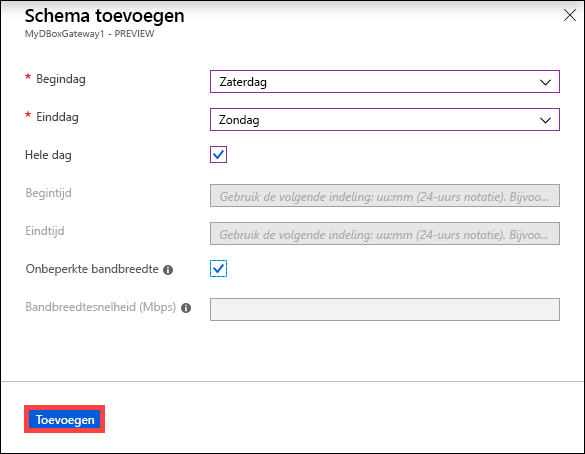 Schema toevoegen
MyDBoxGateway1 - PREVIEW
* Begindag
Zaterdag
* Einddag
Zondag
Hele dag
Begintijd
Gebruik de volgende indeling: uu:mm (24-uurs notatie). Bijvoo...
Eindtijd
Gebruik de volgende indeling: uu:mm (24-uurs notatie). Bijvoo...
Onbeperkte bandbreedte
Bandbreedtesnelheid (Mbps)
Toevoegen